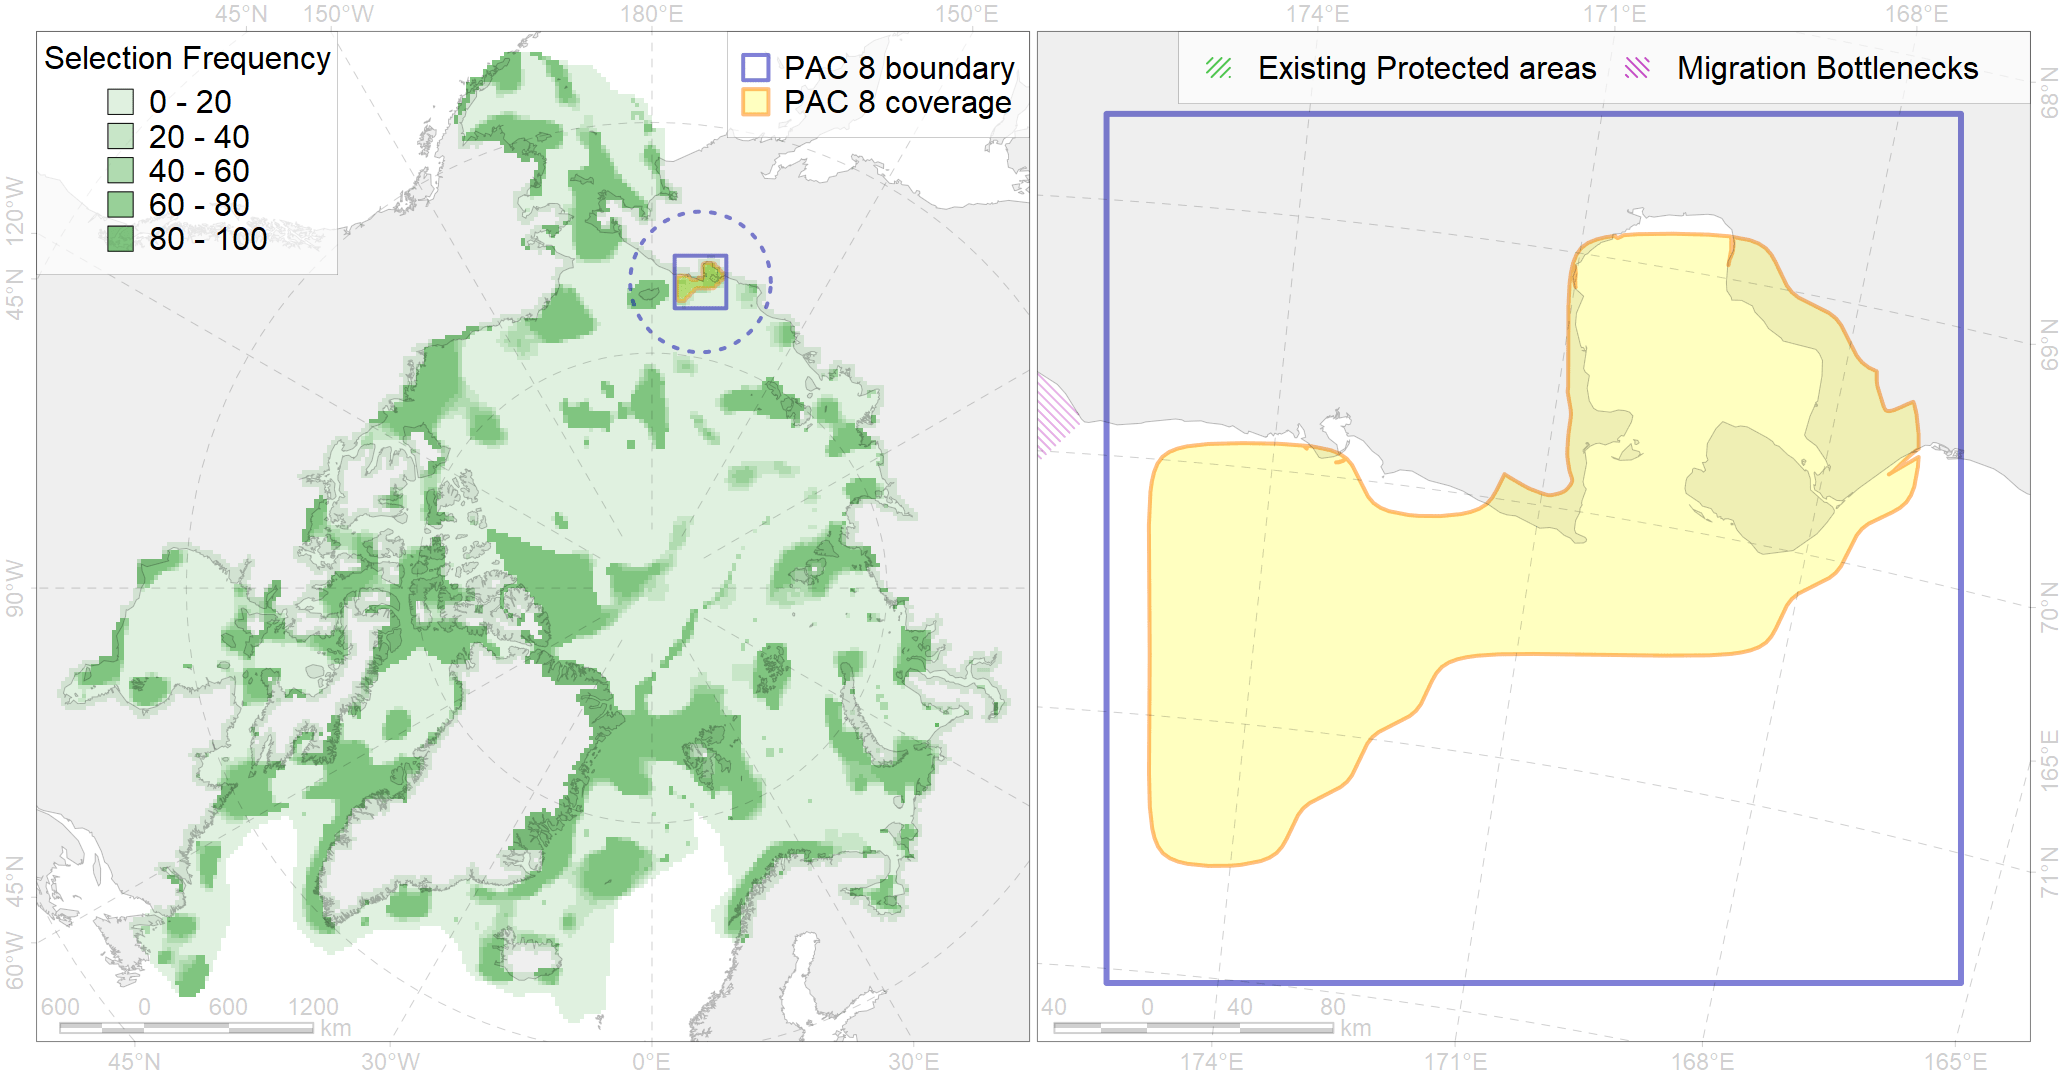 45°N 150°W 180°E 150°E 174°E 171°E 168°E
Selection Frequency
0 - 20
20 - 40
40 - 60
60 - 80
80 - 100
PAC 8 boundary
PAC 8 coverage
Existing Protected areas
Migration Bottlenecks
120°W
45°N
90°W
45°N
60°W
68°N
69°N
70°N
165°E
71°N
600 0 600 1200
km
40 0 40 80
km
45°N 30°W 0°E 30°E 174°E 171°E 168°E 165°E